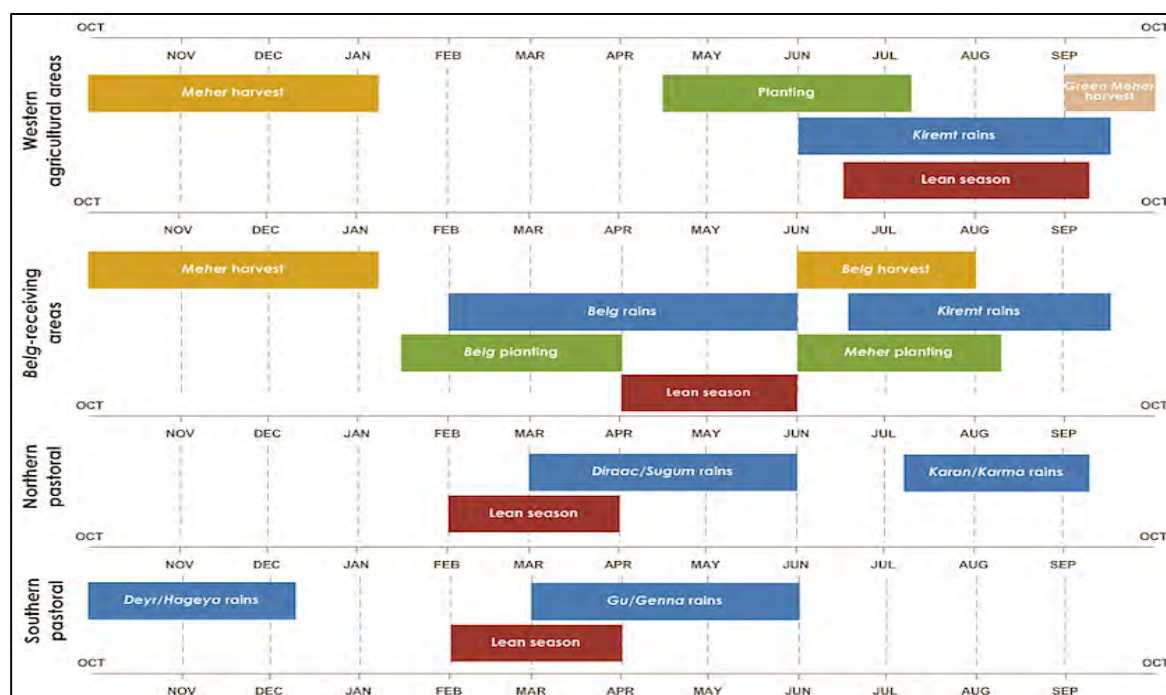 OCT OCT
NOV DEC JAN FEB MAR APR MAY JUN JUL AUG SEP
Western
agricultural areas
Meher harvest
Planting
Green Meher
harvest
Kiremt rains
Lean season
OCT OCT
NOV DEC JAN FEB MAR APR MAY JUN JUL AUG SEP
Belg-receiving
areas
Meher harvest
Belg harvest
Belg rains
Kiremt rains
Belg planting
Meher planting
Lean season
OCT OCT
NOV DEC JAN FEB MAR APR MAY JUN JUL AUG SEP
Northern
pastoral
Diraac/Sugum rains
Karan/Karma rains
Lean season
OCT OCT
NOV DEC JAN FEB MAR APR MAY JUN JUL AUG SEP
Southern
pastoral
Deyr/Hageya rains
Gu/Genna rains
Lean season
OCT OCT
NOV DEC JAN FEB MAR APR MAY JUN JUL AUG SEP